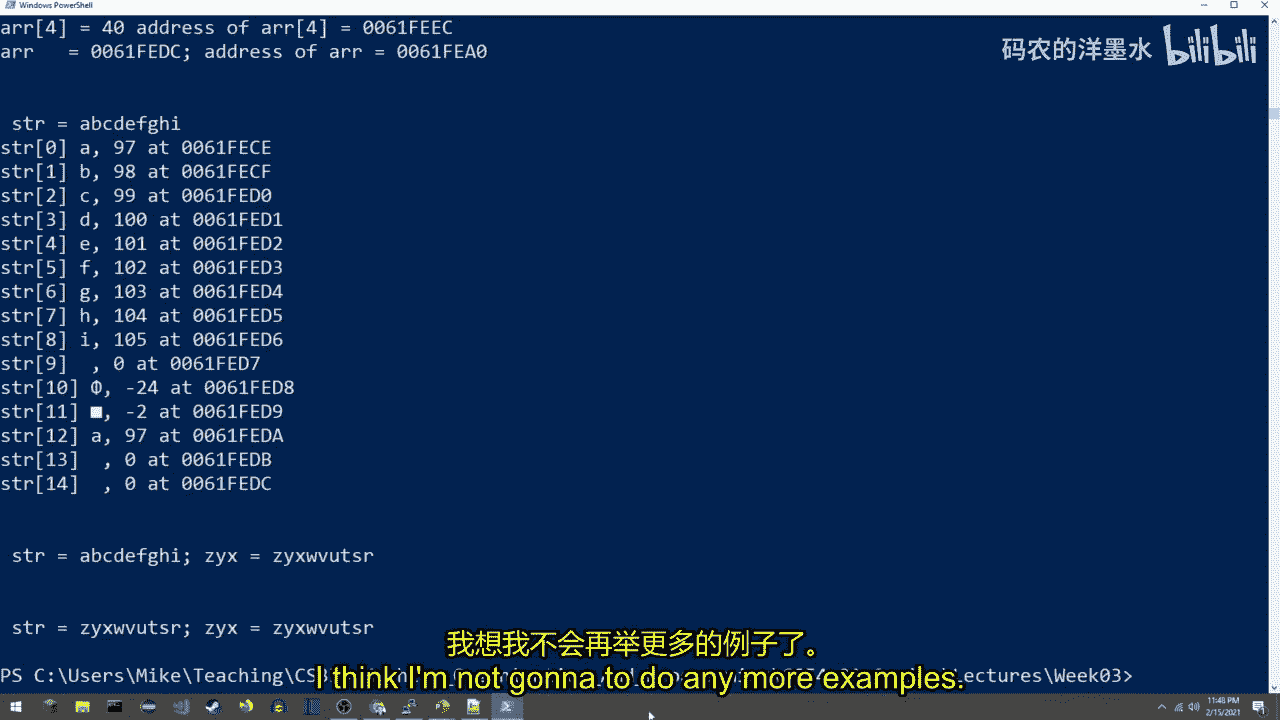 Windows PowerShell
arr[4] = 40 address of arr[4] = 0061FEEC
arr   = 0061FEDC; address of arr = 0061FEA0
码农的洋墨水 bilibili
str = abcdefghi
str[0] a, 97 at 0061FECE
str[1] b, 98 at 0061FECF
str[2] c, 99 at 0061FED0
str[3] d, 100 at 0061FED1
str[4] e, 101 at 0061FED2
str[5] f, 102 at 0061FED3
str[6] g, 103 at 0061FED4
str[7] h, 104 at 0061FED5
str[8] i, 105 at 0061FED6
str[9]  , 0 at 0061FED7
str[10] Φ, -24 at 0061FED8
str[11] ■, -2 at 0061FED9
str[12] a, 97 at 0061FEDA
str[13]  , 0 at 0061FEDB
str[14]  , 0 at 0061FEDC
str = abcdefghi; zyx = zyxwvutsr
str = zyxwvutsr; zyx = zyxwvutsr
我想我不会再举更多的例子了。
PS C:\Users\Mike\Teaching\CS ectures\Week03>
I think I'm not gonna to do any more examples.
11:48 PM
2/15/2021